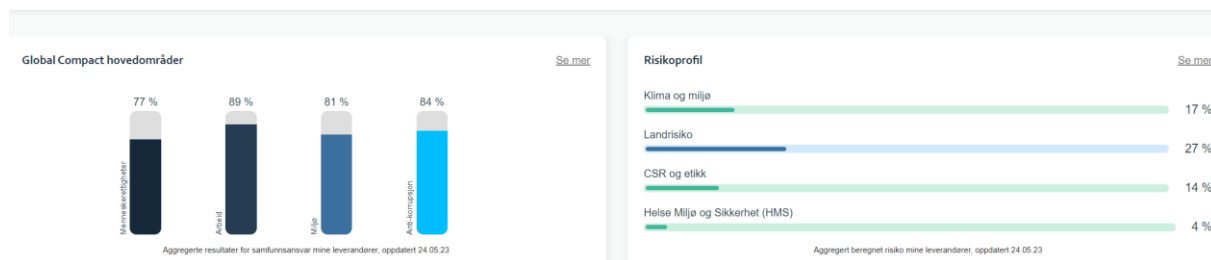 Global Compact hovedområder
Se mer
77 %
89 %
81 %
84 %
Menneskerettigheter
Arbeid
Miljø
Anti-korrupsjon
Aggregerte resultater for samfunnsansvar mine leverandører, oppdatert 24.05.23
Risikoprofil
Se mer
Klima og miljø
17 %
Landrisiko
27 %
CSR og etikk
14 %
Helse Miljø og Sikkerhet (HMS)
4 %
Aggregert beregnet risiko mine leverandører, oppdatert 24.05.23